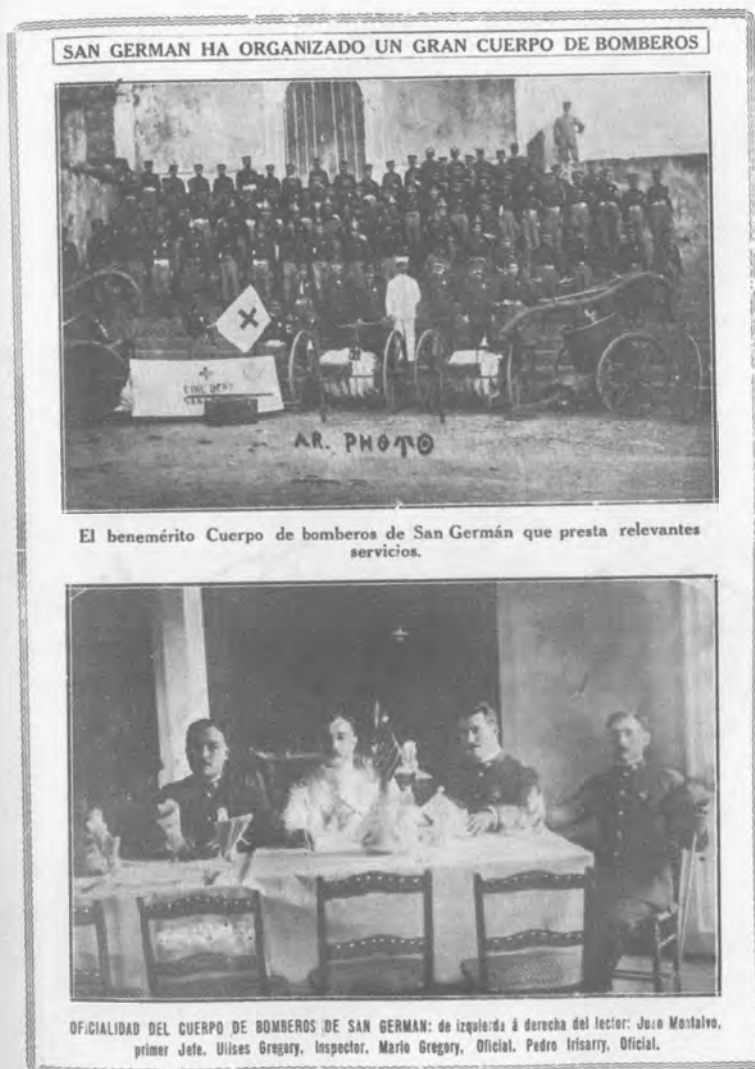 SAN GERMAN HA ORGANIZADO UN GRAN CUERPO DE BOMBEROS
FIRE DEPT
AR. PHOTO
El benemérito Cuerpo de bomberos de San Germán que presta relevantes
servicios.
OFICIALIDAD DEL CUERPO DE BOMBEROS DE SAN GERMAN: de izquierda á derecha del lector: Juan Montalvo,
primer Jefe, Ulises Gregory, Inspector, Mario Gregory, Oficial, Pedro Irisarry, Oficial.